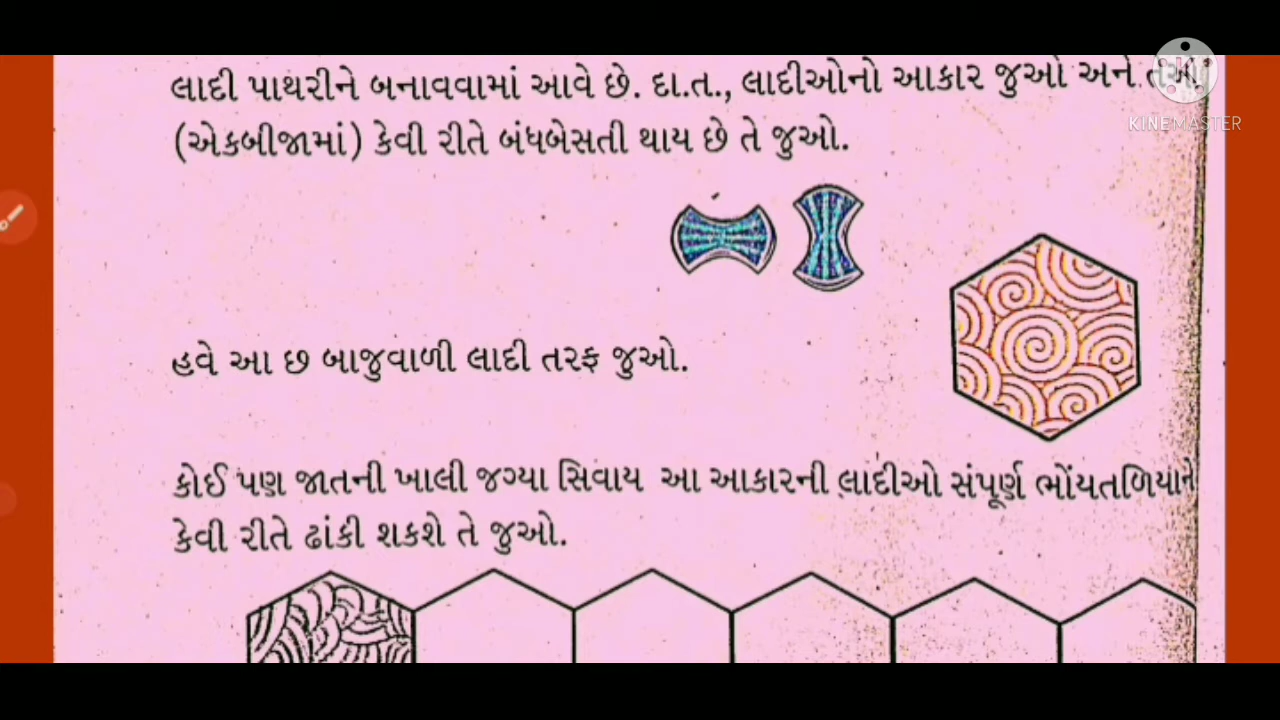 લાદી પાથરીને બનાવવામાં આવે છે. દા.ત., લાદીઓનો આકાર જુઓ અને
KINEMASTER
(એકબીજામાં) કેવી રીતે બંધબેસતી થાય છે તે જુઓ.
હવે આ છ બાજુવાળી લાદી તરફ જુઓ.
કોઈ પણ જાતની ખાલી જગ્યા સિવાય આ આકારની લાદીઓ સંપૂર્ણ ભોંયતળિયાને
કેવી રીતે ઢાંકી શકશે તે જુઓ.